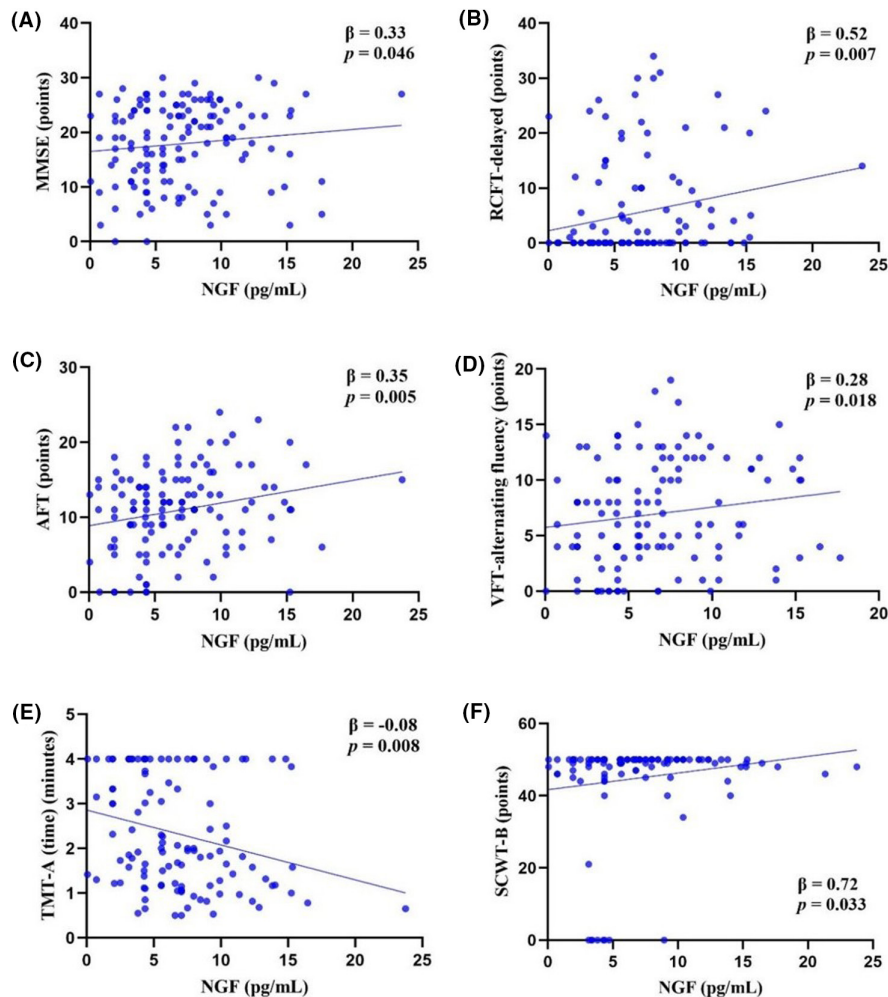 (A)
β = 0.33
p = 0.046
MMSE (points)
40
30
20
10
0
0 5 10 15 20 25
NGF (pg/mL)
(B)
β = 0.52
p = 0.007
RCFT-delayed (points)
40
30
20
10
0
0 5 10 15 20 25
NGF (pg/mL)
(C)
β = 0.35
p = 0.005
AFT (points)
30
20
10
0
0 5 10 15 20 25
NGF (pg/mL)
(D)
β = 0.28
p = 0.018
VFT-alternating fluency (points)
20
15
10
5
0
0 5 10 15 20
NGF (pg/mL)
(E)
β = -0.08
p = 0.008
TMT-A (time) (minutes)
5
4
3
2
1
0
0 5 10 15 20 25
NGF (pg/mL)
(F)
β = 0.72
p = 0.033
SCWT-B (points)
60
40
20
0
0 5 10 15 20 25
NGF (pg/mL)